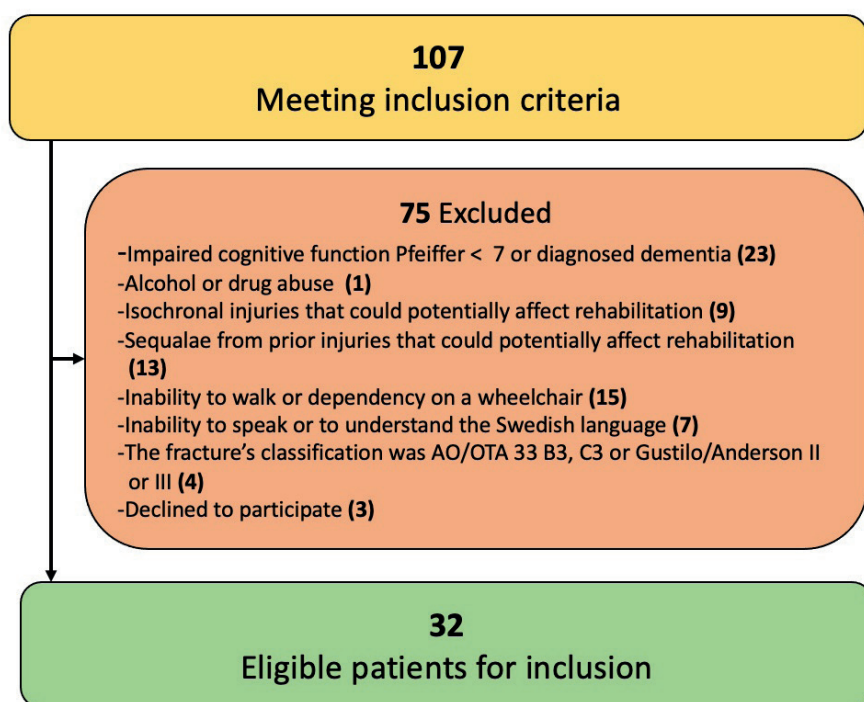 107
Meeting inclusion criteria
75 Excluded
-Impaired cognitive function Pfeiffer < 7 or diagnosed dementia (23)
-Alcohol or drug abuse (1)
-Isochronal injuries that could potentially affect rehabilitation (9)
-Sequalae from prior injuries that could potentially affect rehabilitation
(13)
-Inability to walk or dependency on a wheelchair (15)
-Inability to speak or to understand the Swedish language (7)
-The fracture’s classification was AO/OTA 33 B3, C3 or Gustilo/Anderson II
or III (4)
-Declined to participate (3)
32
Eligible patients for inclusion